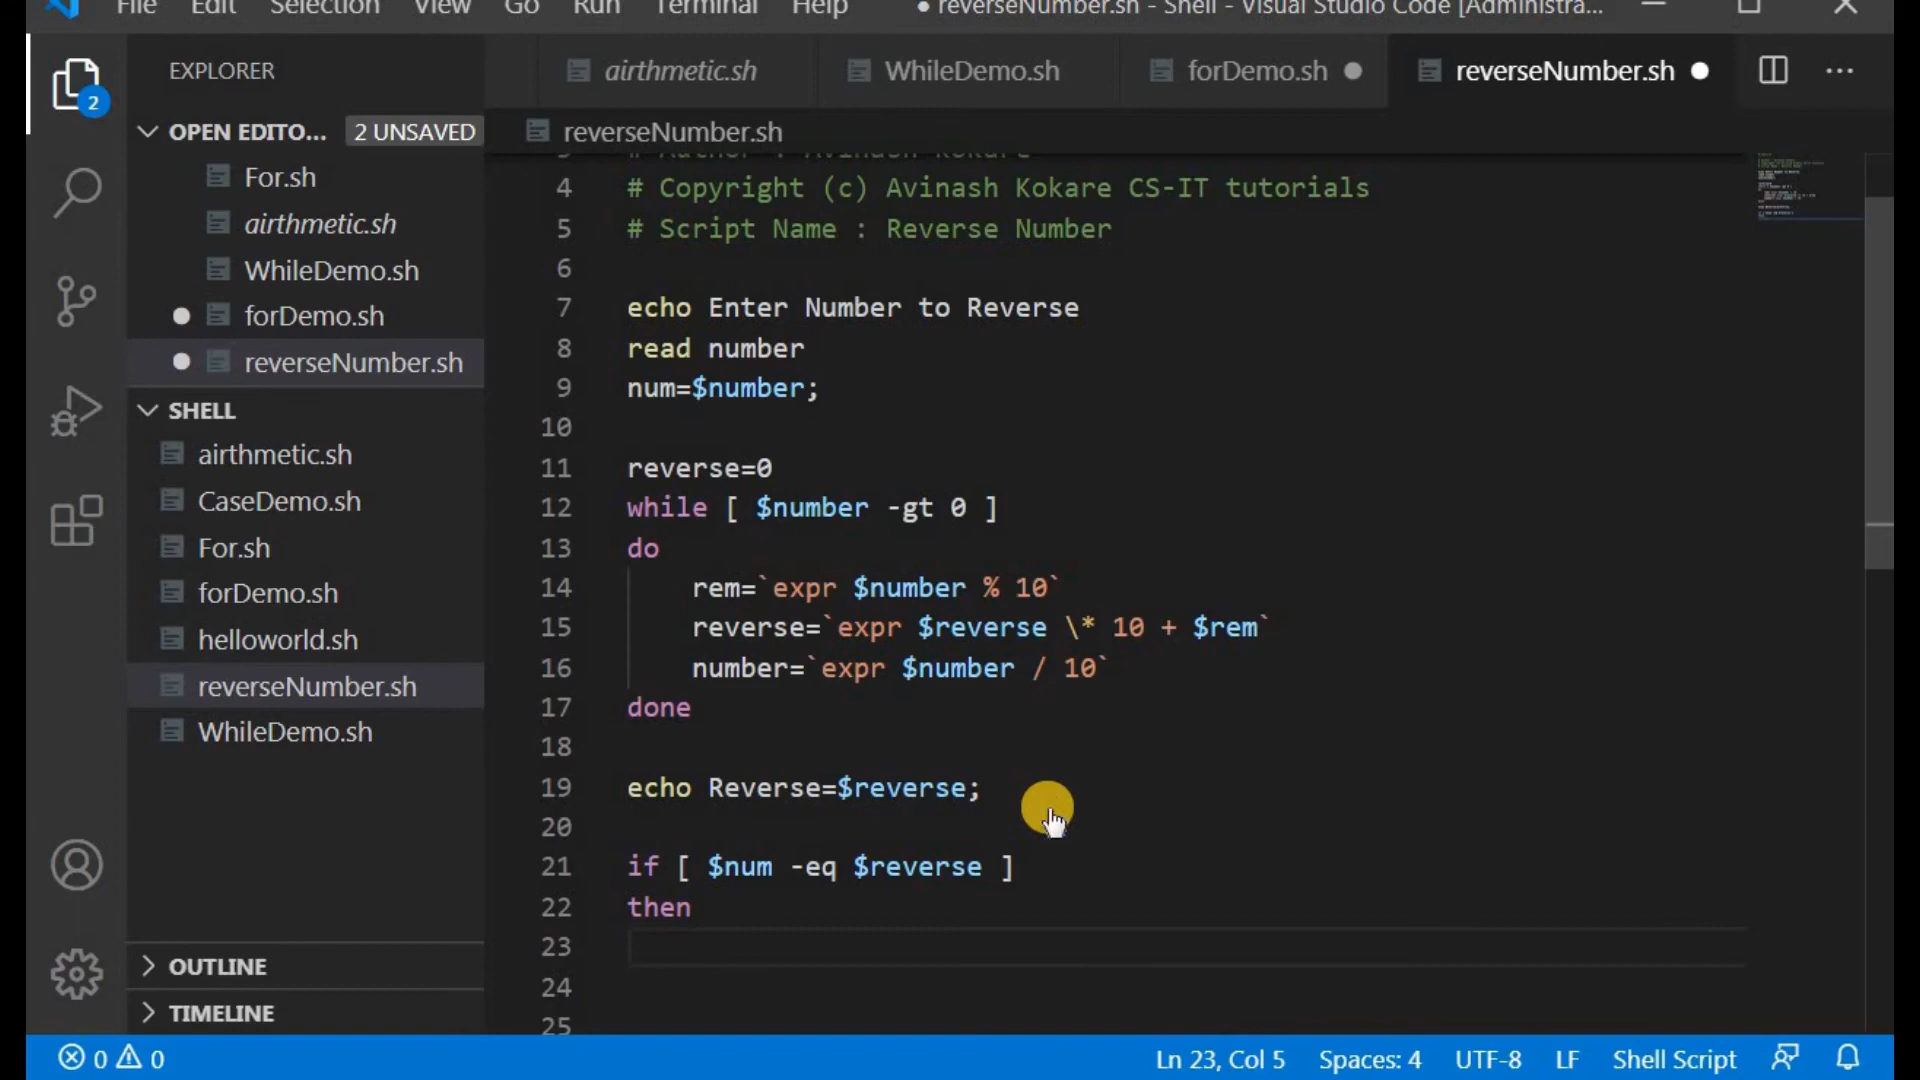 File Edit Selection View Go Run Terminal Help ● reverseNumber.sh - Shell - Visual Studio Code [Administra...
EXPLORER
2
OPEN EDITO... 2 UNSAVED
For.sh
airthmetic.sh
WhileDemo.sh
forDemo.sh
reverseNumber.sh
SHELL
airthmetic.sh
CaseDemo.sh
For.sh
forDemo.sh
helloworld.sh
reverseNumber.sh
WhileDemo.sh
OUTLINE
TIMELINE
airthmetic.sh WhileDemo.sh forDemo.sh reverseNumber.sh
reverseNumber.sh
3 # Author : Avinash Kokare
4 # Copyright (c) Avinash Kokare CS-IT tutorials
5 # Script Name : Reverse Number
6
7 echo Enter Number to Reverse
8 read number
9 num=$number;
10
11 reverse=0
12 while [ $number -gt 0 ]
13 do
14 rem=`expr $number % 10`
15 reverse=`expr $reverse \* 10 + $rem`
16 number=`expr $number / 10`
17 done
18
19 echo Reverse=$reverse;
20
21 if [ $num -eq $reverse ]
22 then
23
24
25
0 0 Ln 23, Col 5 Spaces: 4 UTF-8 LF Shell Script